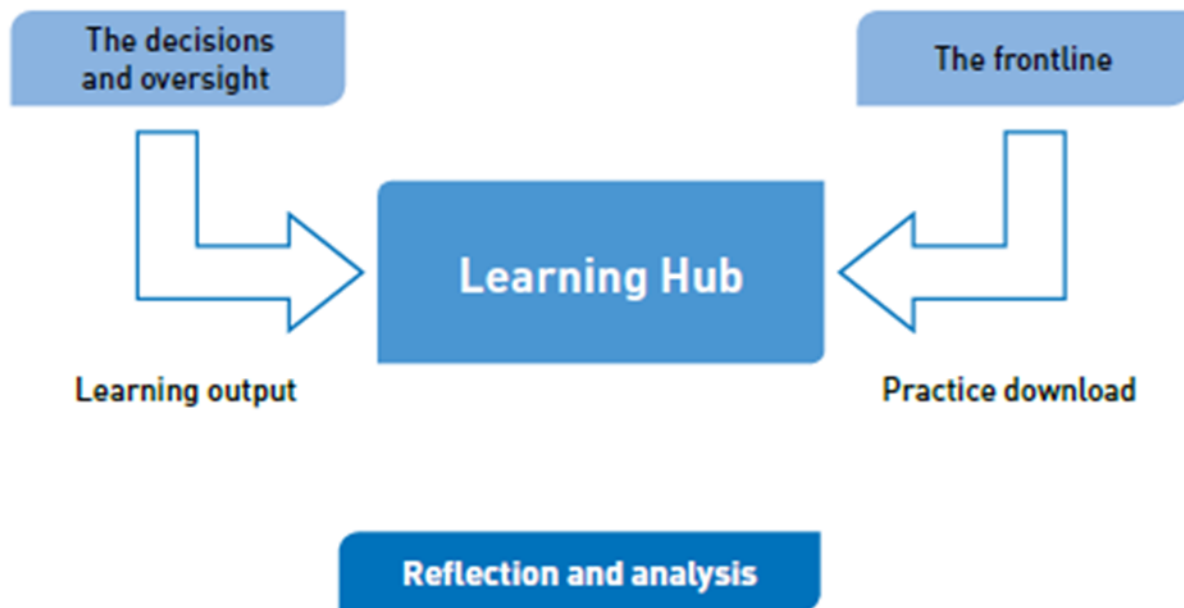 The decisions
and oversight
The frontline
Learning Hub
Learning output
Practice download
Reflection and analysis